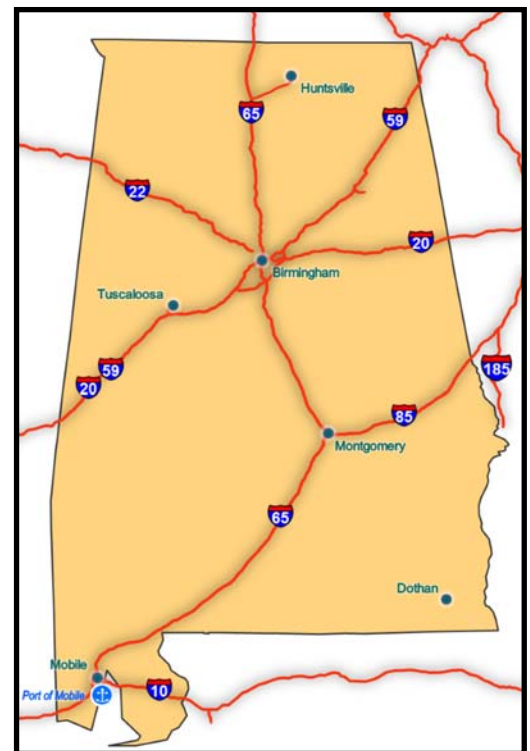 Huntsville
65
59
22
20
Birmingham
Tuscaloosa
59
20
185
85
Montgomery
65
Dothan
Mobile
Port of Mobile
10